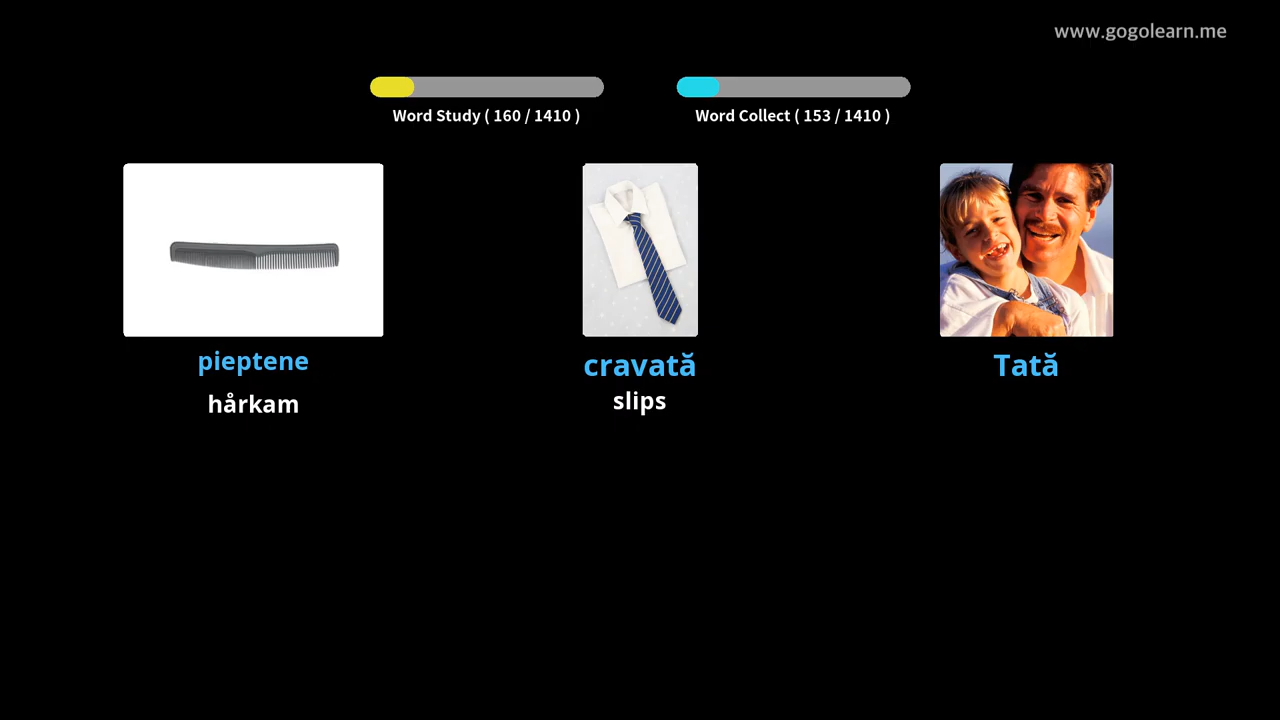 www.gogolearn.me
Word Study ( 160 / 1410 )
Word Collect ( 153 / 1410 )
pieptene
hårkam
cravată
slips
Tată